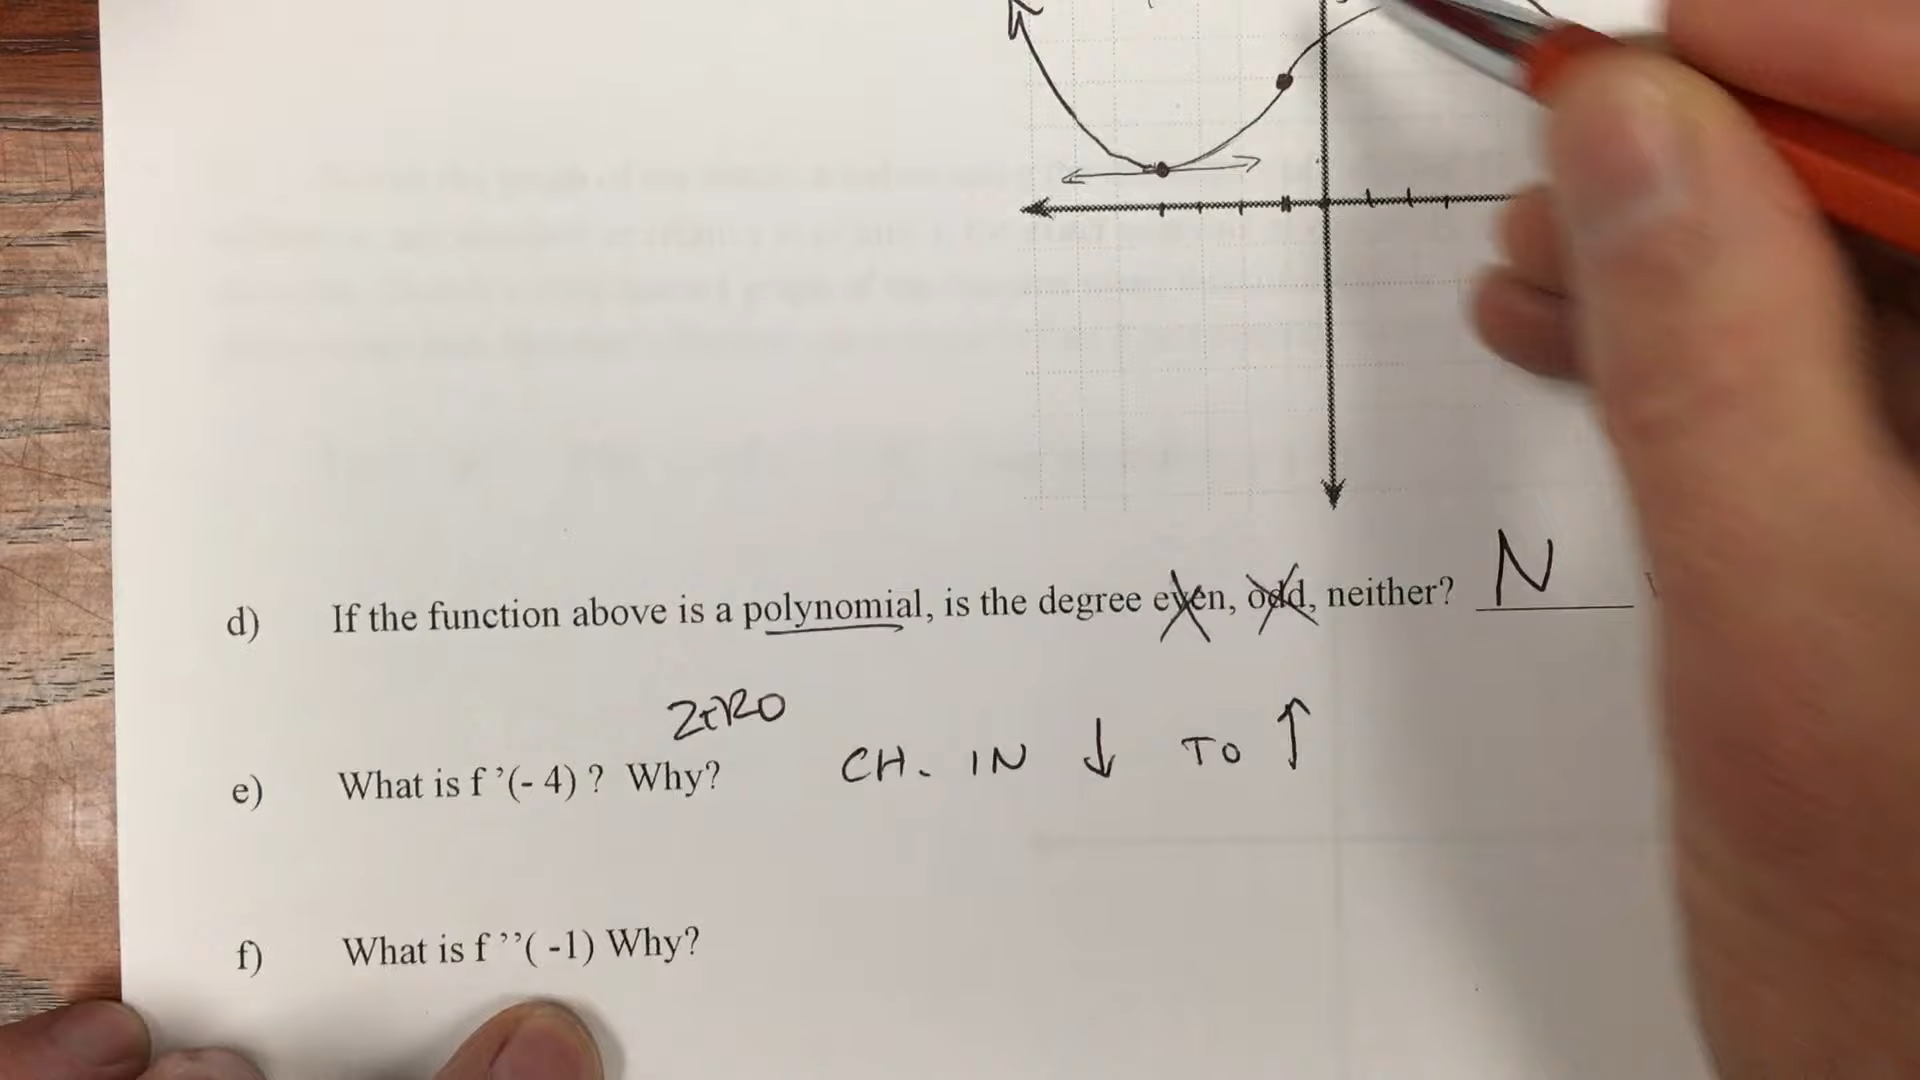 d) If the function above is a polynomial, is the degree even, odd, neither? N
ZERO
e) What is f ’(- 4) ? Why? CH. IN ↓ TO ↑
f) What is f ’’( -1) Why?